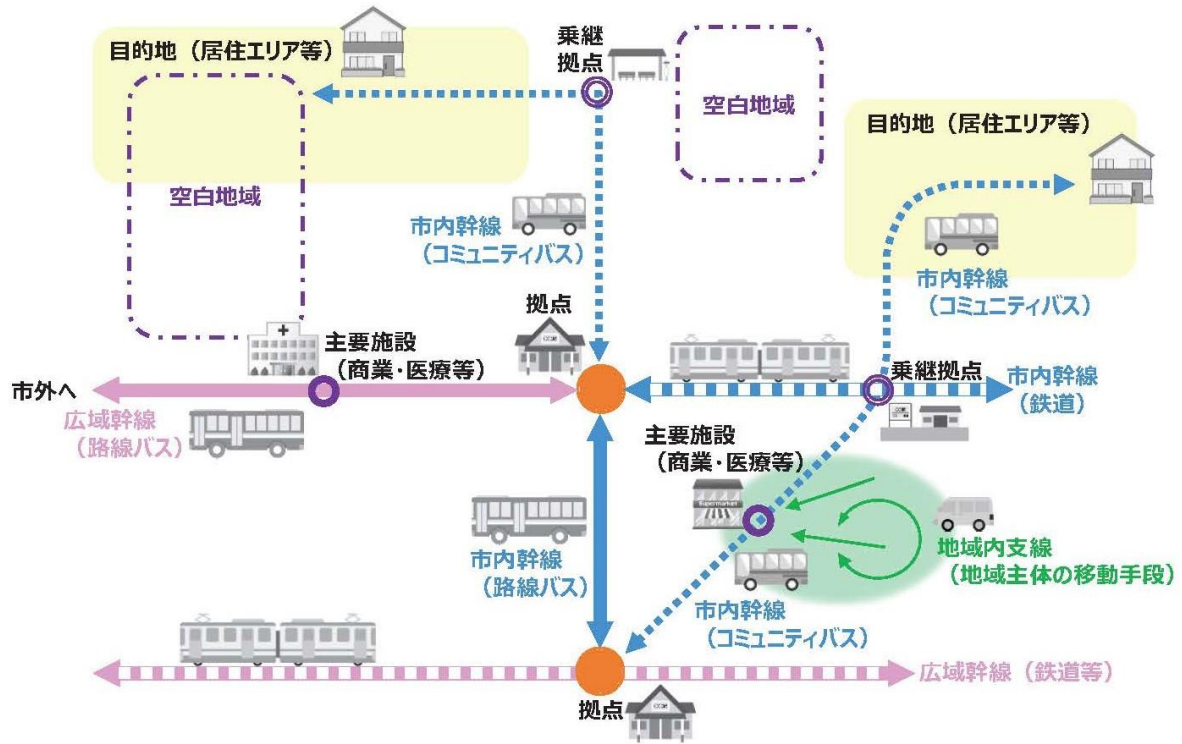 目的地（居住エリア等）
乗継
拠点
空白地域
目的地（居住エリア等）
空白地域
市内幹線
（コミュニティバス）
市内幹線
（コミュニティバス）
拠点
主要施設
（商業・医療等）
乗継拠点
市外へ
市内幹線
（鉄道）
広域幹線
（路線バス）
主要施設
（商業・医療等）
Supermarket
市内幹線
（路線バス）
地域内支線
（地域主体の移動手段）
市内幹線
（コミュニティバス）
広域幹線（鉄道等）
拠点